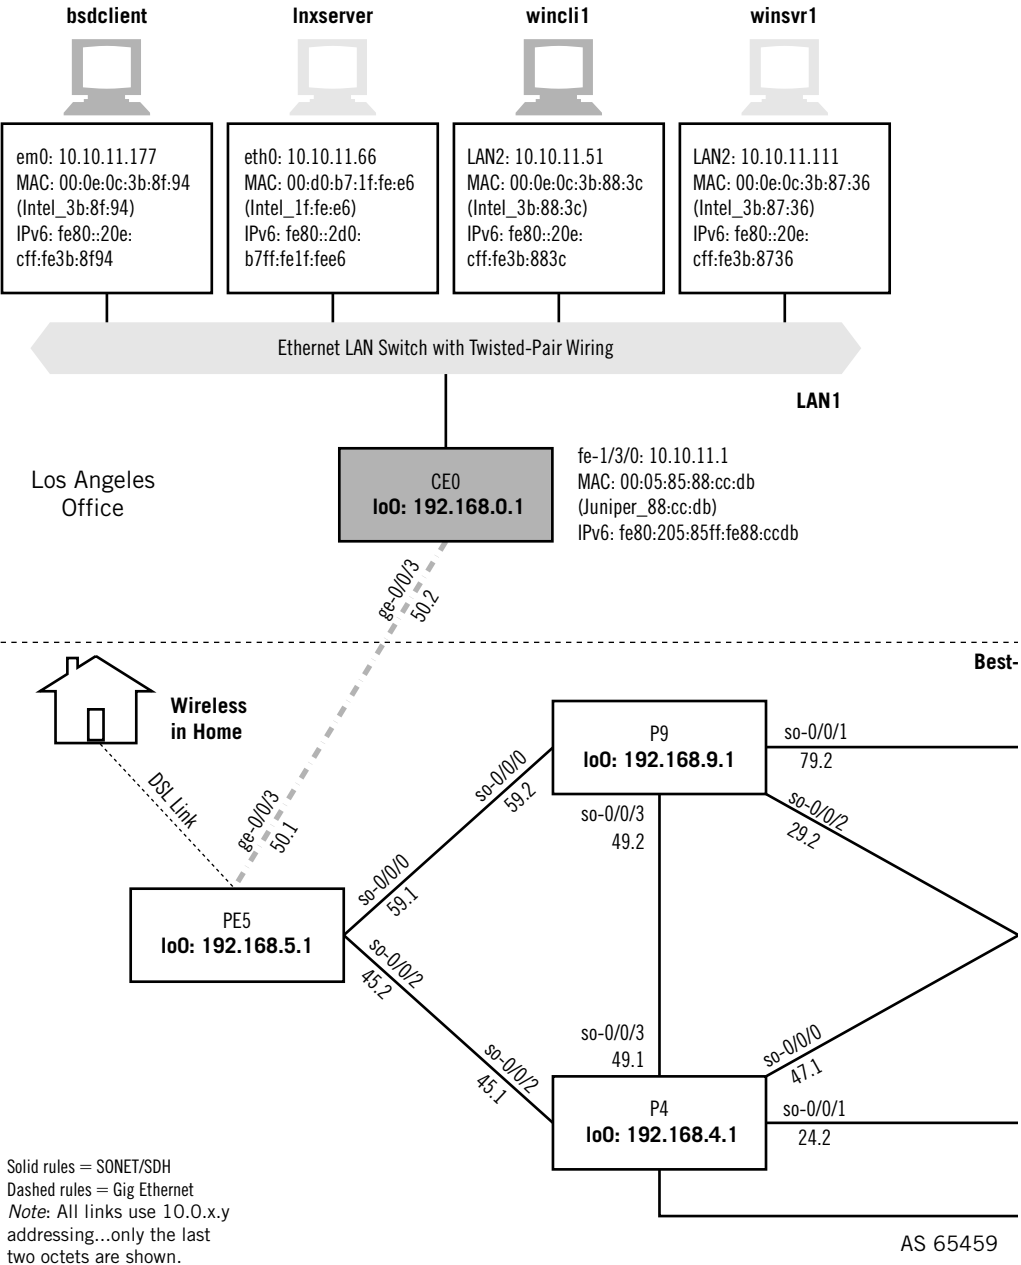 bsdclient
lnxserver
wincli1
winsvr1
em0: 10.10.11.177
MAC: 00:0e:0c:3b:8f:94
(Intel_3b:8f:94)
IPv6: fe80::20e:
cff:fe3b:8f94
eth0: 10.10.11.66
MAC: 00:d0:b7:1f:fe:e6
(Intel_1f:fe:e6)
IPv6: fe80::2d0:
b7ff:fe1f:fee6
LAN2: 10.10.11.51
MAC: 00:0e:0c:3b:88:3c
(Intel_3b:88:3c)
IPv6: fe80::20e:
cff:fe3b:883c
LAN2: 10.10.11.111
MAC: 00:0e:0c:3b:87:36
(Intel_3b:87:36)
IPv6: fe80::20e:
cff:fe3b:8736
Ethernet LAN Switch with Twisted-Pair Wiring
LAN1
Los Angeles
Office
CE0
lo0: 192.168.0.1
fe-1/3/0: 10.10.11.1
MAC: 00:05:85:88:cc:db
(Juniper_88:cc:db)
IPv6: fe80:205:85ff:fe88:ccdb
ge-0/0/3
50.2
Best-
Wireless
in Home
DSL Link
ge-0/0/3
50.1
P9
lo0: 192.168.9.1
so-0/0/1
79.2
so-0/0/0
59.2
so-0/0/3
49.2
so-0/0/2
29.2
so-0/0/0
59.1
PE5
lo0: 192.168.5.1
so-0/0/2
45.2
so-0/0/2
45.1
so-0/0/3
49.1
so-0/0/0
47.1
P4
lo0: 192.168.4.1
so-0/0/1
24.2
Solid rules = SONET/SDH
Dashed rules = Gig Ethernet
Note: All links use 10.0.x.y
addressing...only the last
two octets are shown.
AS 65459